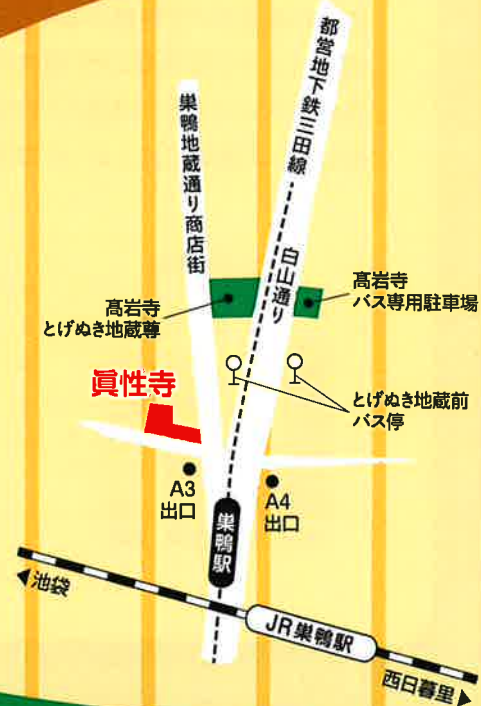 都営地下鉄三田線
巣鴨地蔵通り商店街
白山通り
髙岩寺
とげぬき地蔵尊
髙岩寺
バス専用駐車場
眞性寺
とげぬき地蔵前
バス停
A3
出口
A4
出口
巣鴨駅
池袋
JR巣鴨駅
西日暮里